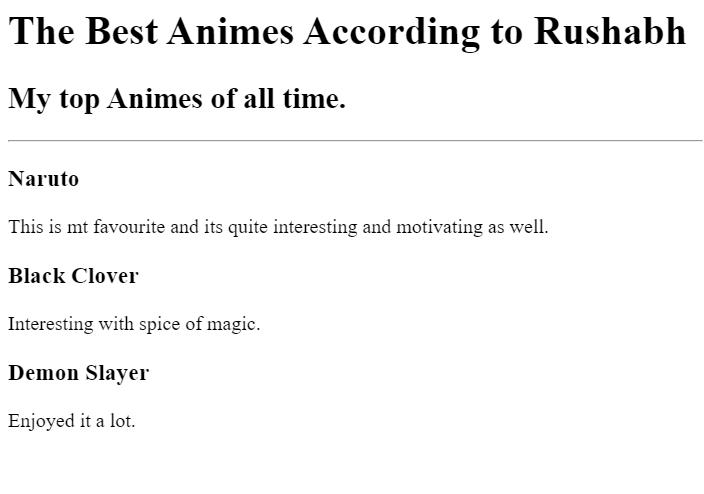 The Best Animes According to Rushabh
My top Animes of all time.
Naruto
This is mt favourite and its quite interesting and motivating as well.
Black Clover
Interesting with spice of magic.
Demon Slayer
Enjoyed it a lot.